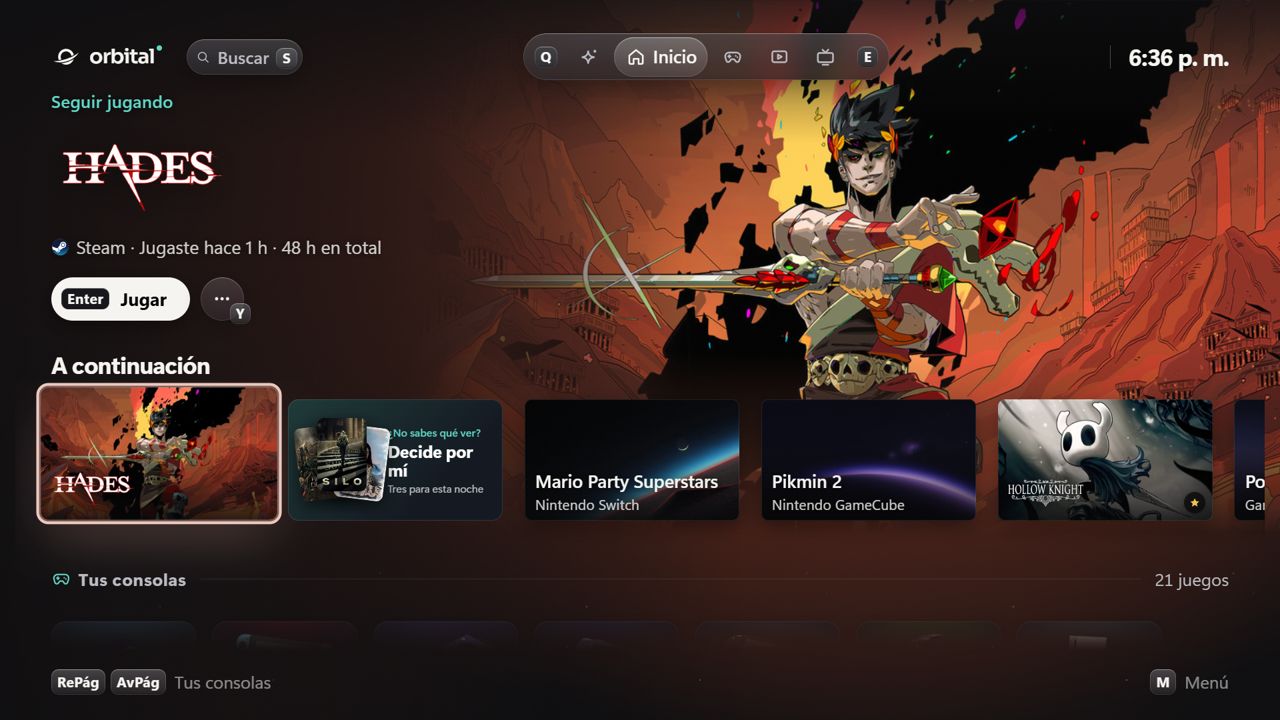 orbital
Buscar S
Q
Inicio
E
6:36 p. m.
Seguir jugando
HADES
Steam · Jugaste hace 1 h · 48 h en total
Enter Jugar
Y
A continuación
HADES
SILO
¿No sabes qué ver?
Decide por
mí
Tres para esta noche
Mario Party Superstars
Nintendo Switch
Pikmin 2
Nintendo GameCube
HOLLOW KNIGHT
Po
Gar
Tus consolas
21 juegos
RePág AvPág Tus consolas
M Menú